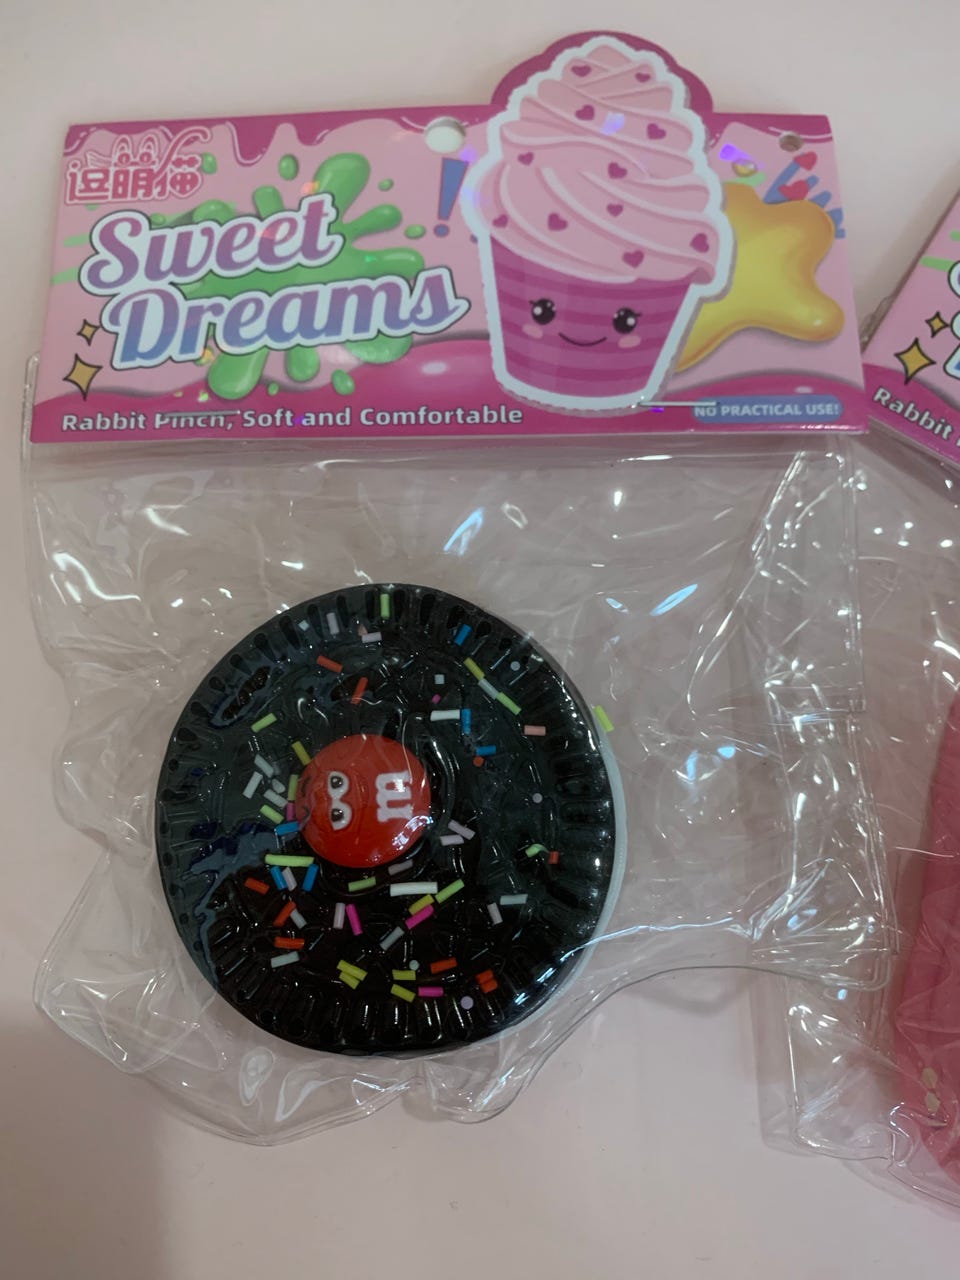 逗萌猫
Sweet
Dreams
!
Rabbit Pinch, Soft and Comfortable
NO PRACTICAL USE!
m
Rabbit